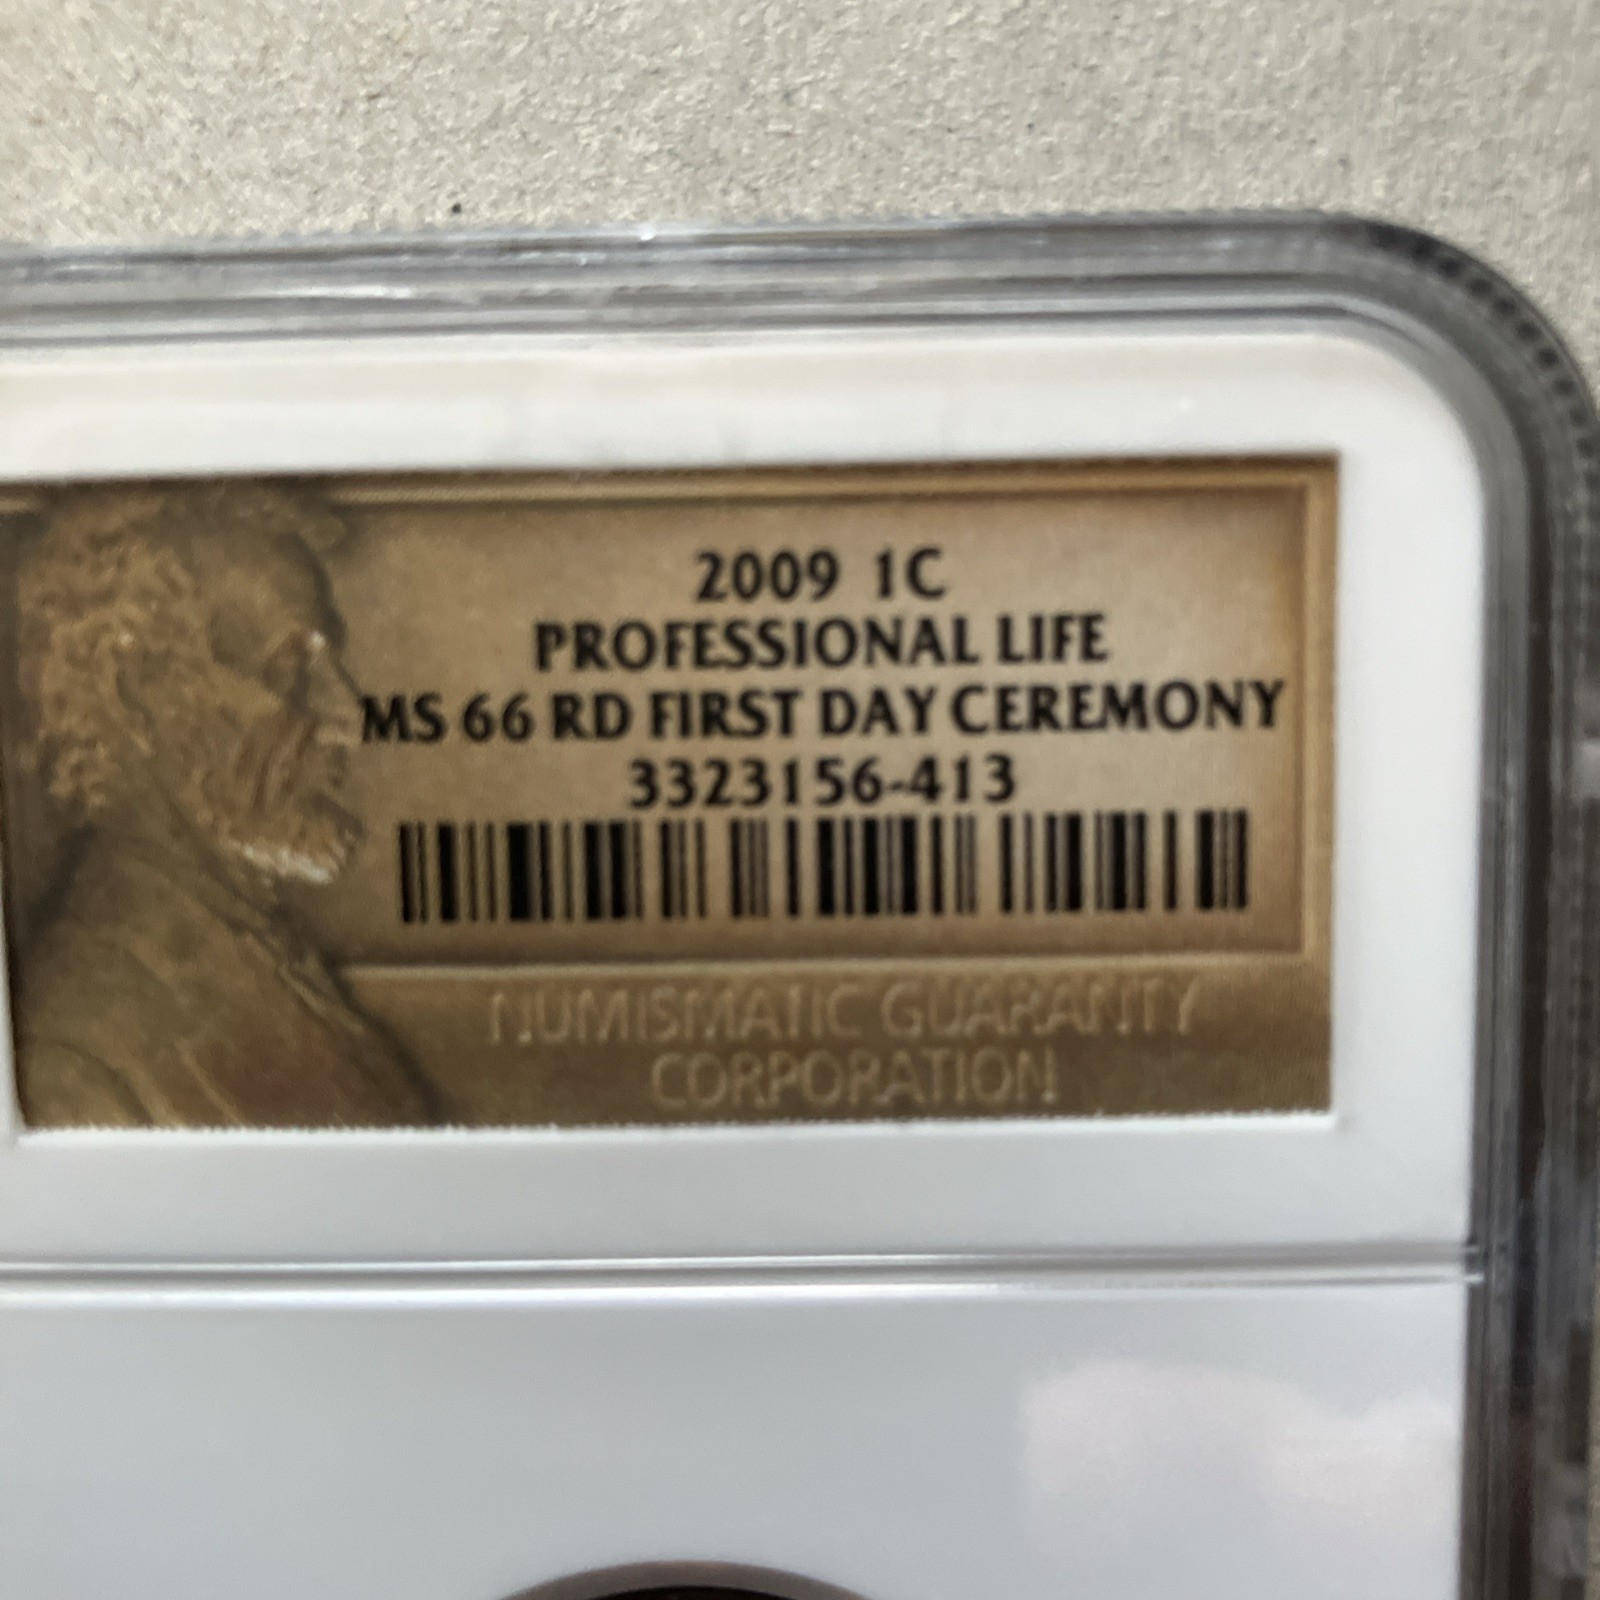 2009 1C
PROFESSIONAL LIFE
MS 66 RD FIRST DAY CEREMONY
3323156-413
NUMISMATIC GUARANTY
CORPORATION